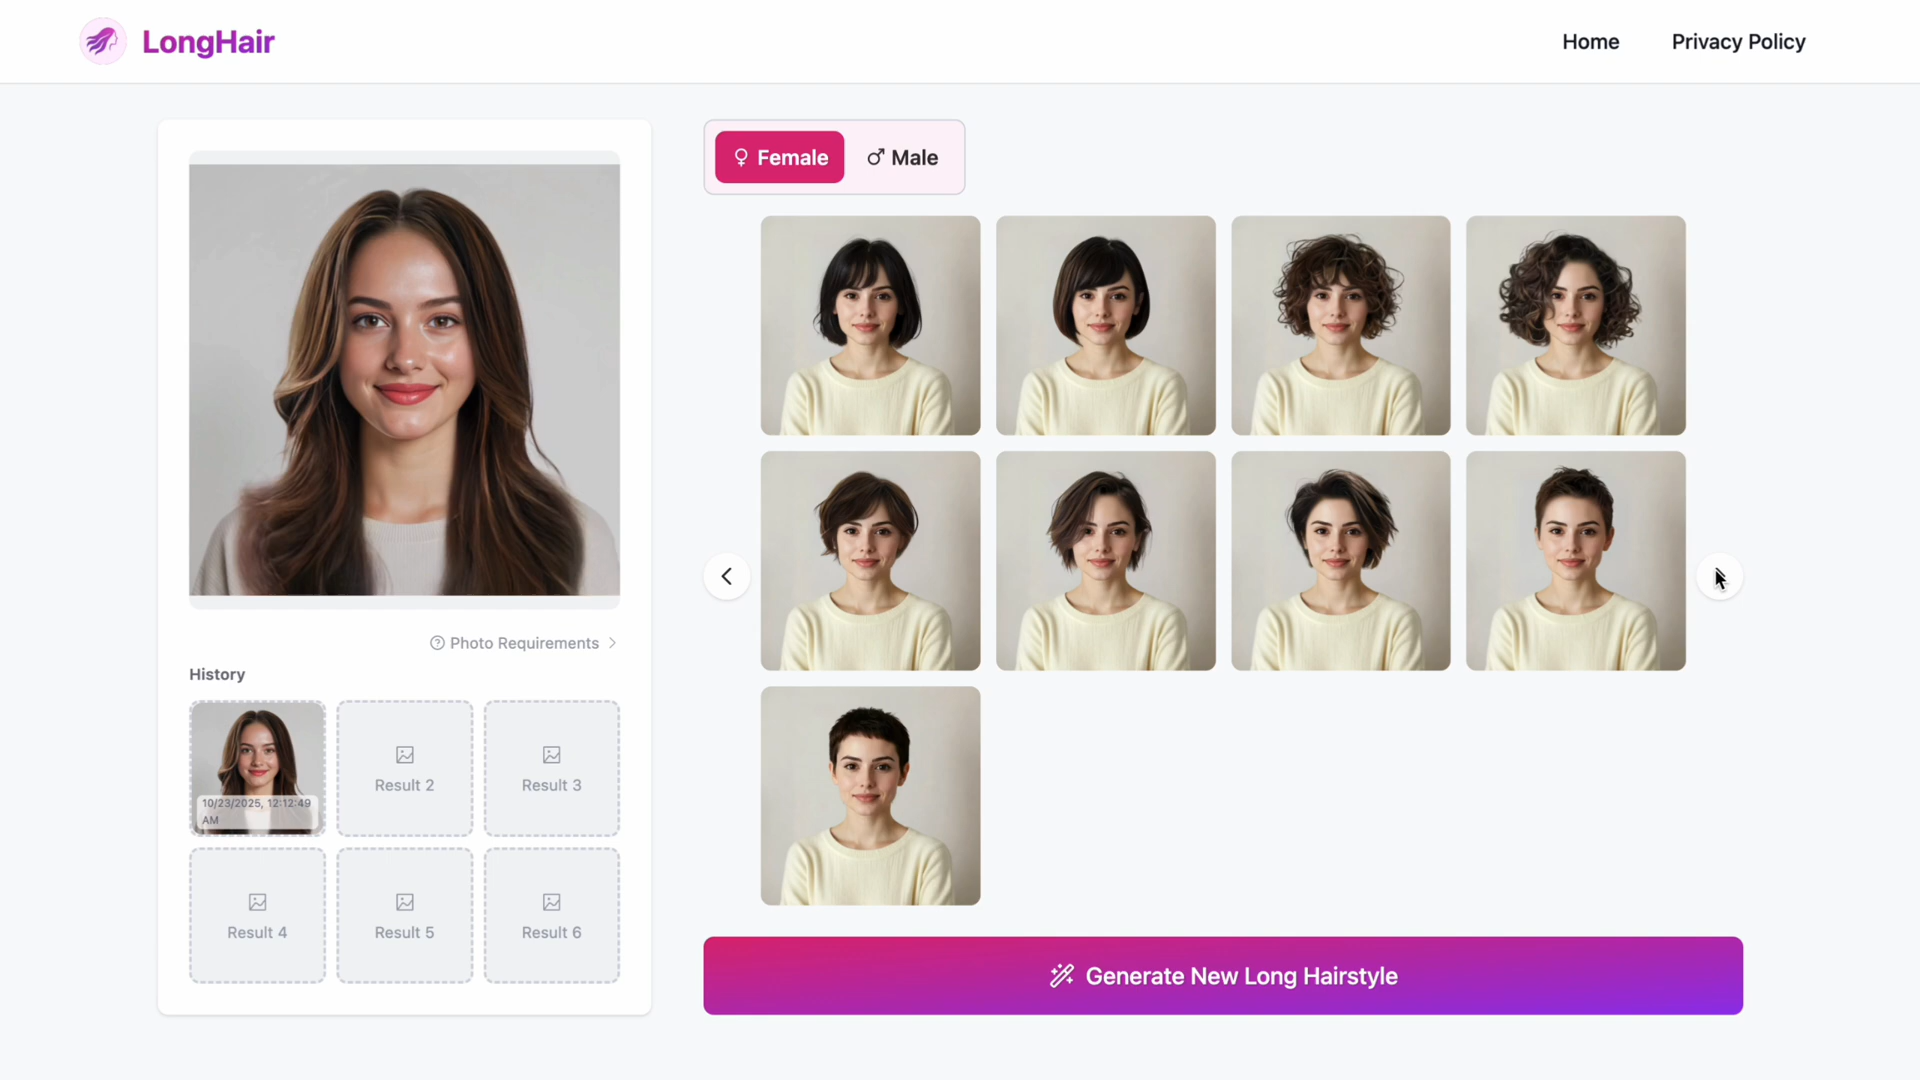 LongHair
Home
Privacy Policy
Female
Male
Photo Requirements
History
10/23/2025, 12:12:49
AM
Result 2
Result 3
Result 4
Result 5
Result 6
Generate New Long Hairstyle